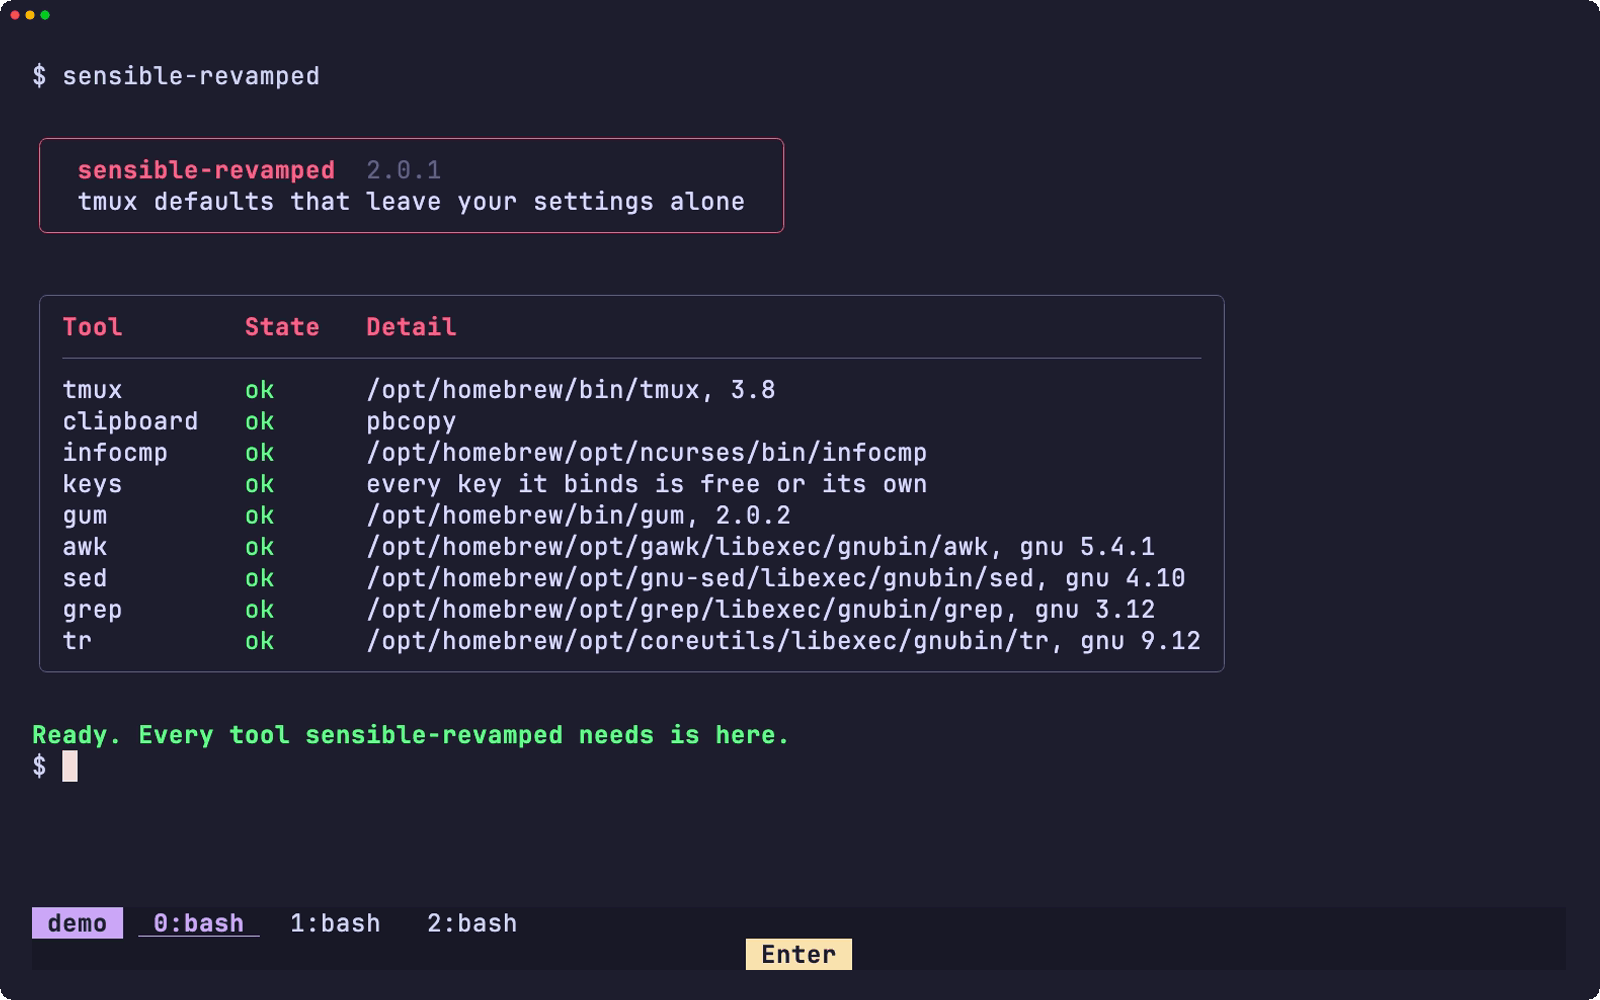 $ sensible-revamped
sensible-revamped 2.0.1
tmux defaults that leave your settings alone
Tool State Detail
tmux ok /opt/homebrew/bin/tmux, 3.8
clipboard ok pbcopy
infocmp ok /opt/homebrew/opt/ncurses/bin/infocmp
keys ok every key it binds is free or its own
gum ok /opt/homebrew/bin/gum, 2.0.2
awk ok /opt/homebrew/opt/gawk/libexec/gnubin/awk, gnu 5.4.1
sed ok /opt/homebrew/opt/gnu-sed/libexec/gnubin/sed, gnu 4.10
grep ok /opt/homebrew/opt/grep/libexec/gnubin/grep, gnu 3.12
tr ok /opt/homebrew/opt/coreutils/libexec/gnubin/tr, gnu 9.12
Ready. Every tool sensible-revamped needs is here.
$
demo 0:bash 1:bash 2:bash
Enter